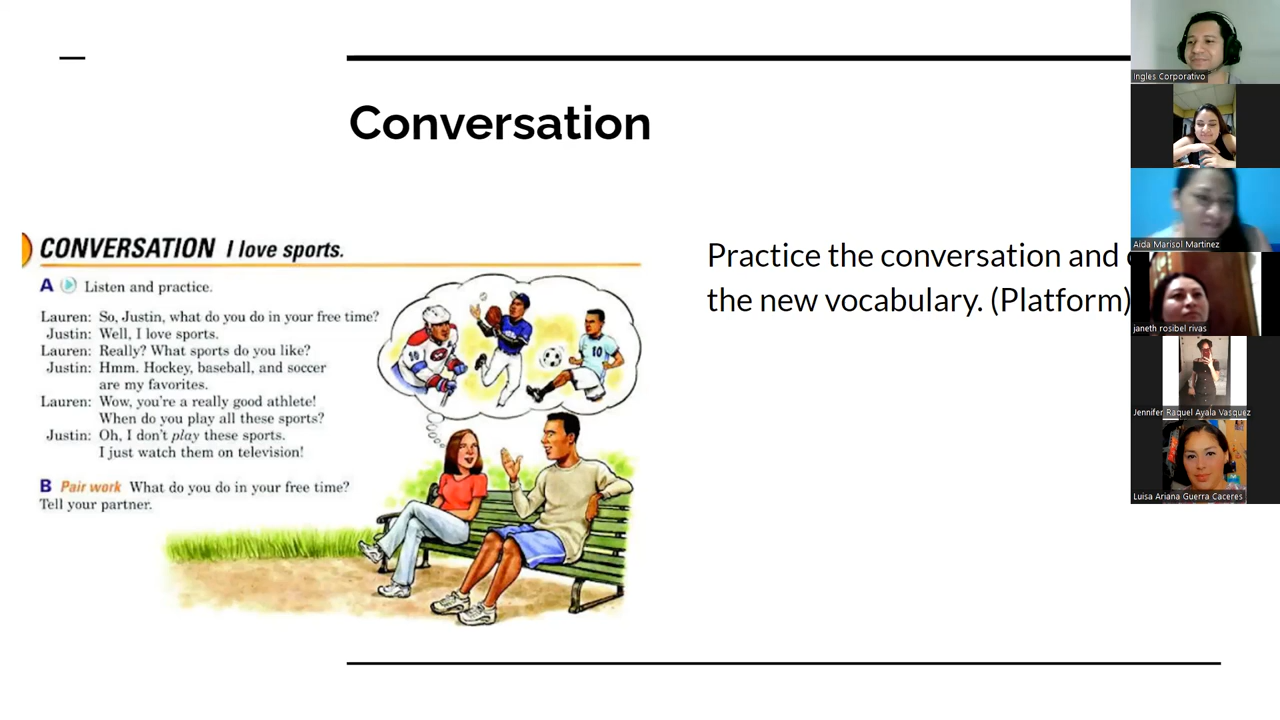 Conversation
CONVERSATION I love sports.
A Listen and practice.
Lauren: So, Justin, what do you do in your free time?
Justin: Well, I love sports.
Lauren: Really? What sports do you like?
Justin: Hmm. Hockey, baseball, and soccer
are my favorites.
Lauren: Wow, you're a really good athlete!
When do you play all these sports?
Justin: Oh, I don't play these sports.
I just watch them on television!
B Pair work What do you do in your free time?
Tell your partner.
10
10
Practice the conversation and
the new vocabulary. (Platform)
Ingles Corporativo
Aida Marisol Martinez
janeth rosibel rivas
Jennifer Raquel Ayala Vasquez
Luisa Ariana Guerra Caceres